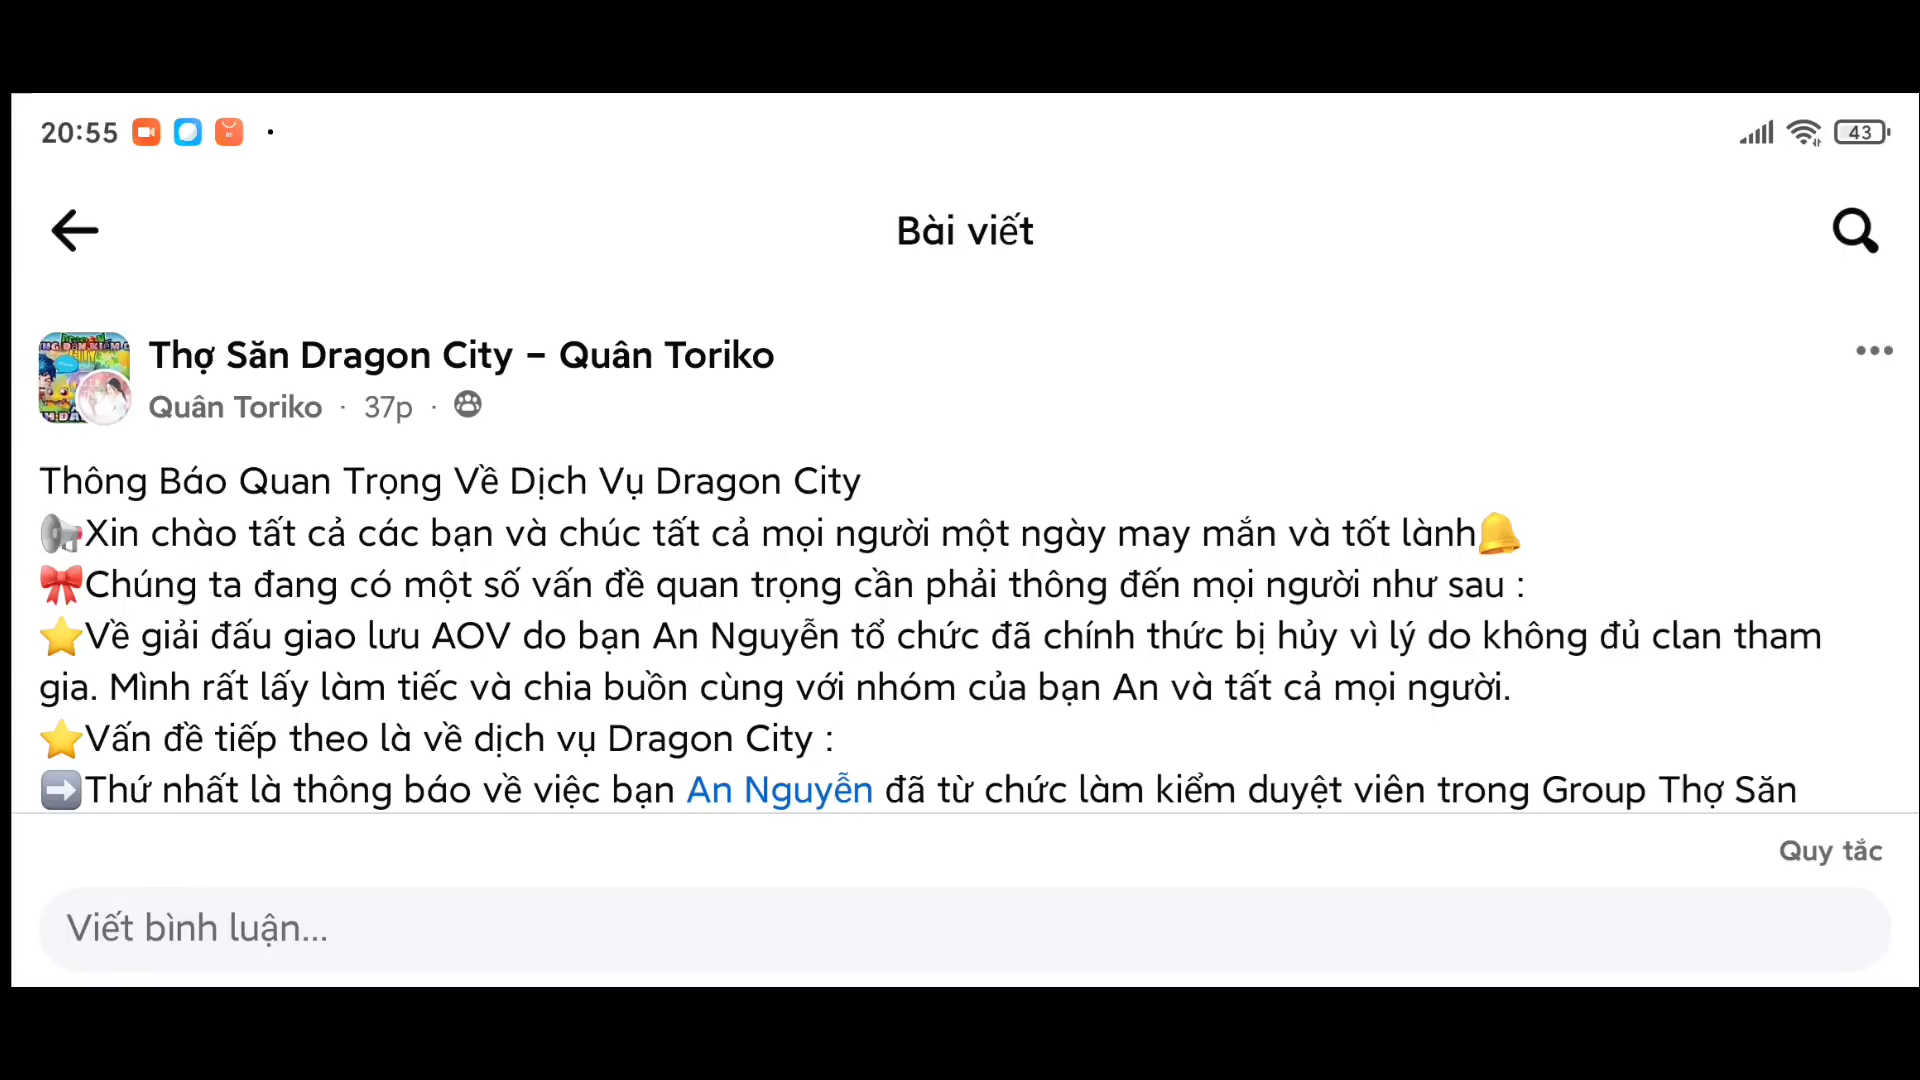 20:55
43
Bài viết
Thợ Săn Dragon City – Quân Toriko
Quân Toriko · 37p ·
Thông Báo Quan Trọng Về Dịch Vụ Dragon City
📢Xin chào tất cả các bạn và chúc tất cả mọi người một ngày may mắn và tốt lành🔔
🎀Chúng ta đang có một số vấn đề quan trọng cần phải thông đến mọi người như sau :
⭐Về giải đấu giao lưu AOV do bạn An Nguyễn tổ chức đã chính thức bị hủy vì lý do không đủ clan tham
gia. Mình rất lấy làm tiếc và chia buồn cùng với nhóm của bạn An và tất cả mọi người.
⭐Vấn đề tiếp theo là về dịch vụ Dragon City :
➡Thứ nhất là thông báo về việc bạn An Nguyễn đã từ chức làm kiểm duyệt viên trong Group Thợ Săn
Quy tắc
Viết bình luận...